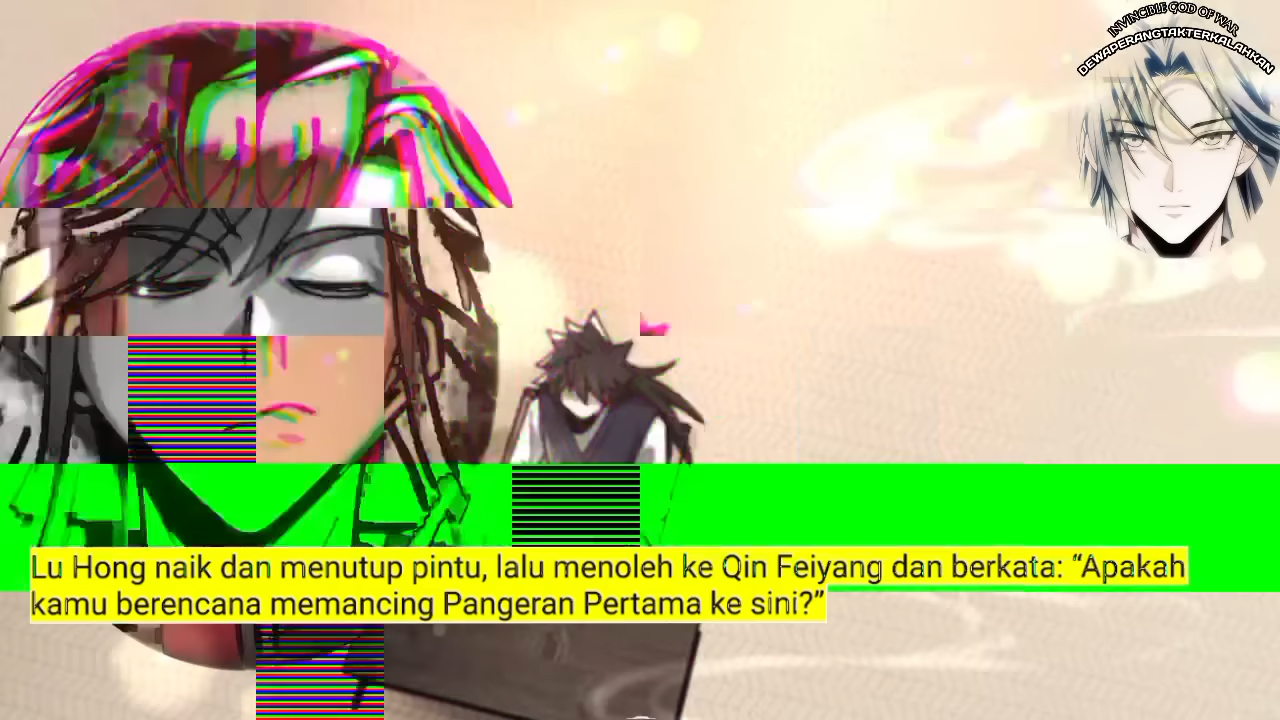 INVINCIBLE GOD OF WAR
DEWAPERANGTAKTERKALAHKAN
Lu Hong naik dan menutup pintu, lalu menoleh ke Qin Feiyang dan berkata: “Apakah
kamu berencana memancing Pangeran Pertama ke sini?”